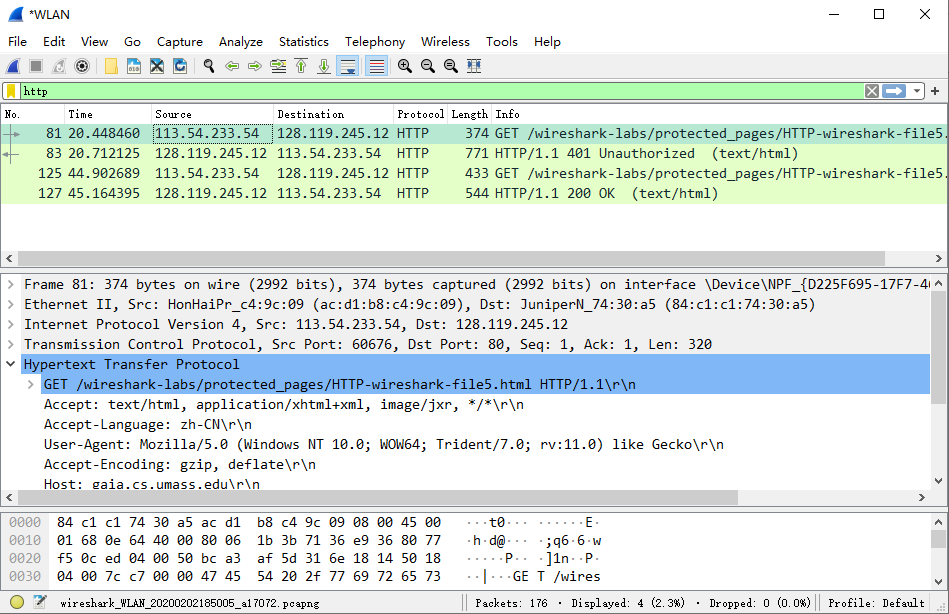 *WLAN
File Edit View Go Capture Analyze Statistics Telephony Wireless Tools Help
http
No. Time Source Destination Protocol Length Info
81 20.448460 113.54.233.54 128.119.245.12 HTTP 374 GET /wireshark-labs/protected_pages/HTTP-wireshark-file5.
83 20.712125 128.119.245.12 113.54.233.54 HTTP 771 HTTP/1.1 401 Unauthorized (text/html)
125 44.902689 113.54.233.54 128.119.245.12 HTTP 433 GET /wireshark-labs/protected_pages/HTTP-wireshark-file5.
127 45.164395 128.119.245.12 113.54.233.54 HTTP 544 HTTP/1.1 200 OK (text/html)
Frame 81: 374 bytes on wire (2992 bits), 374 bytes captured (2992 bits) on interface \Device\NPF_{D225F695-17F7-4
Ethernet II, Src: HonHaiPr_c4:9c:09 (ac:d1:b8:c4:9c:09), Dst: JuniperN_74:30:a5 (84:c1:c1:74:30:a5)
Internet Protocol Version 4, Src: 113.54.233.54, Dst: 128.119.245.12
Transmission Control Protocol, Src Port: 60676, Dst Port: 80, Seq: 1, Ack: 1, Len: 320
Hypertext Transfer Protocol
GET /wireshark-labs/protected_pages/HTTP-wireshark-file5.html HTTP/1.1\r\n
Accept: text/html, application/xhtml+xml, image/jxr, */*\r\n
Accept-Language: zh-CN\r\n
User-Agent: Mozilla/5.0 (Windows NT 10.0; WOW64; Trident/7.0; rv:11.0) like Gecko\r\n
Accept-Encoding: gzip, deflate\r\n
Host: gaia.cs.umass.edu\r\n
0000 84 c1 c1 74 30 a5 ac d1 b8 c4 9c 09 08 00 45 00 ···t0··· ······E·
0010 01 68 0e 64 40 00 80 06 1b 3b 71 36 e9 36 80 77 ·h·d@··· ·;q6·6·w
0020 f5 0c ed 04 00 50 bc a3 af 5d 31 6e 18 14 50 18 ·····P·· ·]1n··P·
0030 04 00 7c c7 00 00 47 45 54 20 2f 77 69 72 65 73 ··|···GE T /wires
wireshark_WLAN_20200202185005_a17072.pcapng Packets: 176 · Displayed: 4 (2.3%) · Dropped: 0 (0.0%) Profile: Default